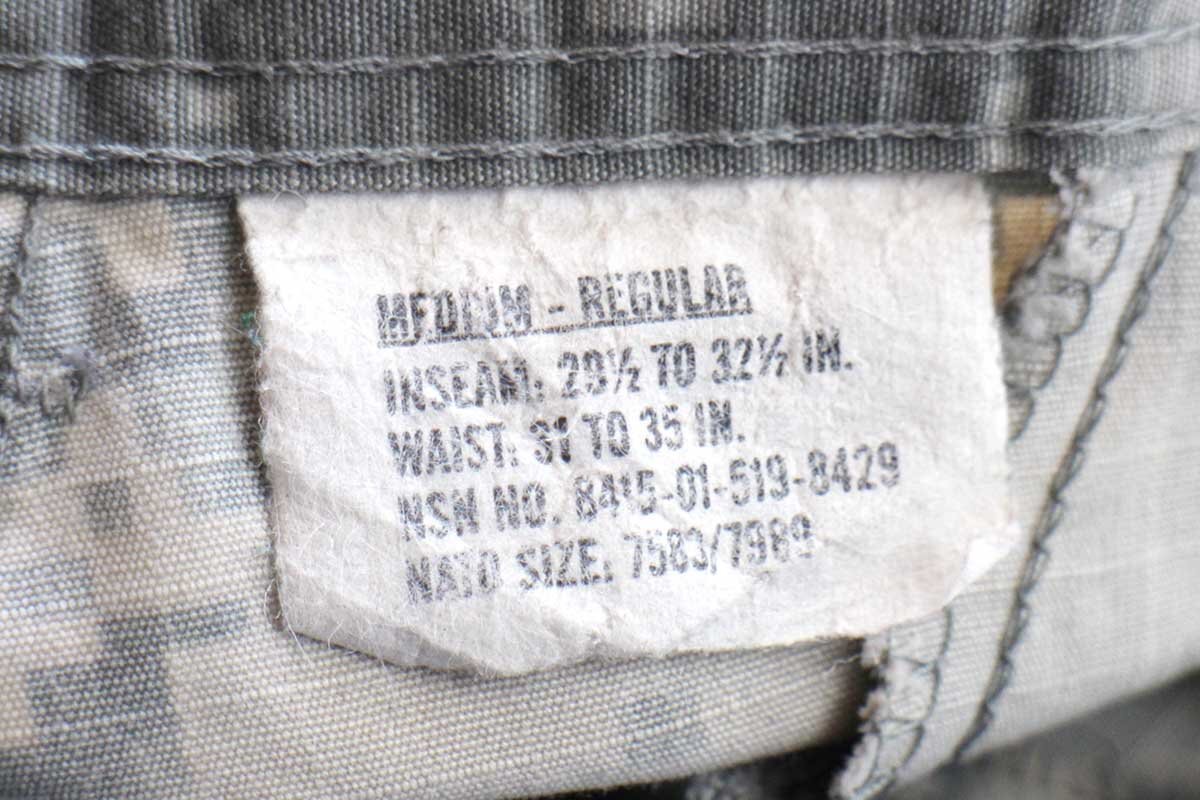 MEDIUM - REGULAR
INSEAM: 29½ TO 32½ IN.
WAIST: 31 TO 35 IN.
NSN NO. 8415-01-519-8429
NATO SIZE: 7583/7989